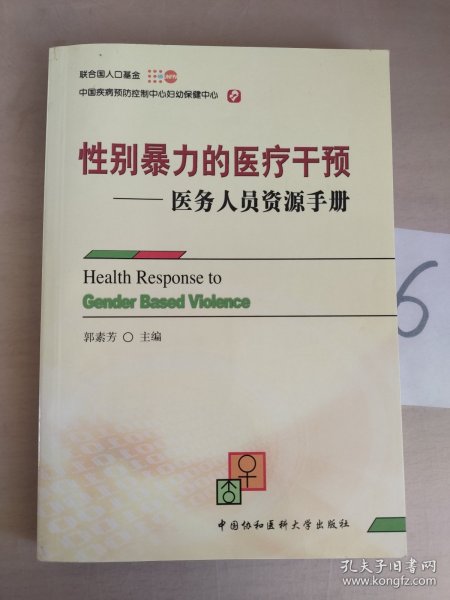 联合国人口基金
中国疾病预防控制中心妇幼保健中心
性别暴力的医疗干预
——医务人员资源手册
Health Response to
Gender Based Violence
郭素芳○主编
中国协和医科大学出版社
6
孔夫子旧书网
www.kongfz.com